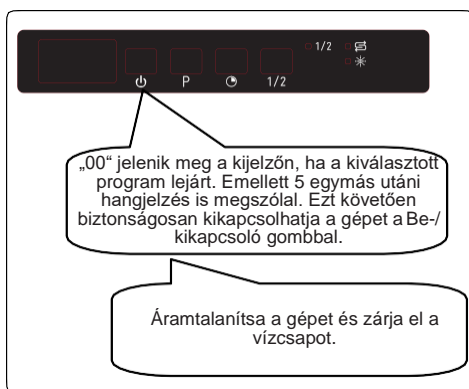 1/2
P
1/2
„00“ jelenik meg a kijelzőn, ha a kiválasztott
program lejárt. Emellett 5 egymás utáni
hangjelzés is megszólal. Ezt követően
biztonságosan kikapcsolhatja a gépet a Be-/
kikapcsoló gombbal.
Áramtalanítsa a gépet és zárja el a
vízcsapot.